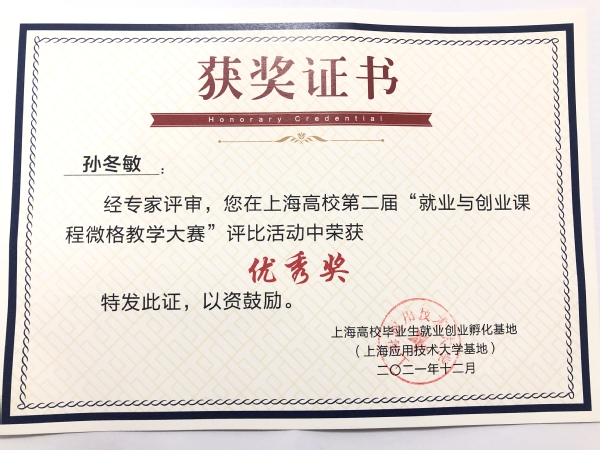 获奖证书
Honorary Credential
孙冬敏：
经专家评审，您在上海高校第二届“就业与创业课
程微格教学大赛”评比活动中荣获
优秀奖
特发此证，以资鼓励。
上海高校毕业生就业创业孵化基地
（上海应用技术大学基地）
二〇二一年十二月